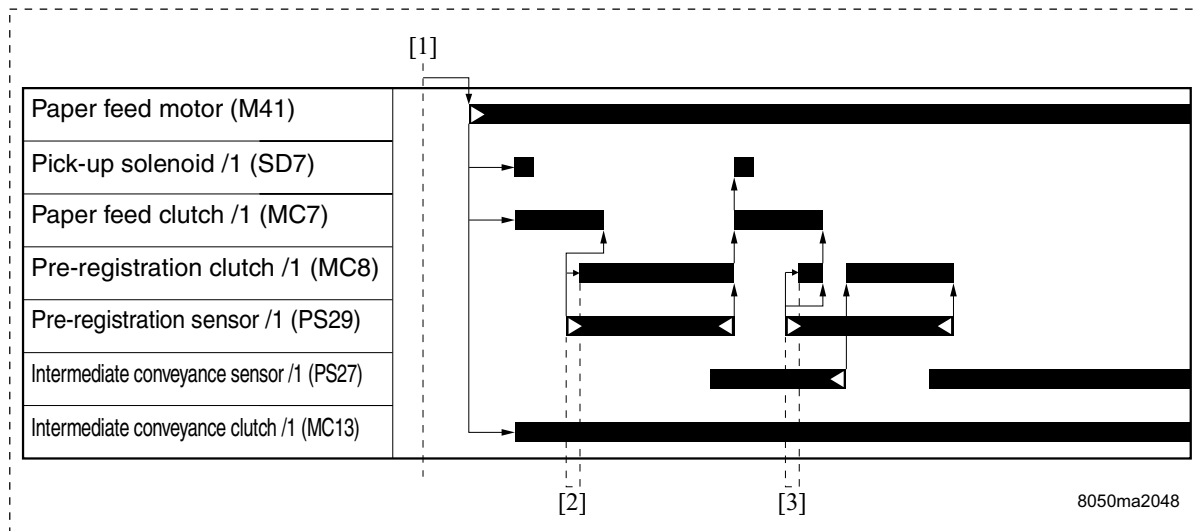 [1]
Paper feed motor (M41)
Pick-up solenoid /1 (SD7)
Paper feed clutch /1 (MC7)
Pre-registration clutch /1 (MC8)
Pre-registration sensor /1 (PS29)
Intermediate conveyance sensor /1 (PS27)
Intermediate conveyance clutch /1 (MC13)
[2]
[3]
8050ma2048